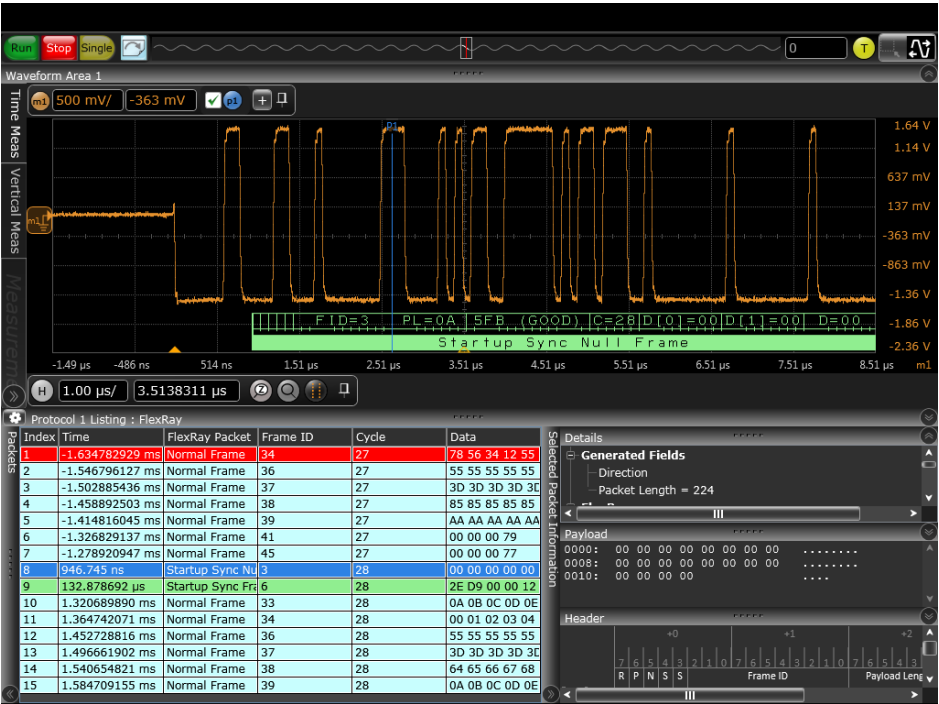 Run Stop Single 0 T
Waveform Area 1
Time Meas
Vertical Meas
Measurem
m1 500 mV/ -363 mV p1 +
P1
1.64 V
1.14 V
637 mV
137 mV
-363 mV
-863 mV
-1.36 V
-1.86 V
-2.36 V
m1
FID=3 PL=0A 5FB (GOOD) C=28 D[0]=00 D[1]=00 D=00
Startup Sync Null Frame
-1.49 µs -486 ns 514 ns 1.51 µs 2.51 µs 3.51 µs 4.51 µs 5.51 µs 6.51 µs 7.51 µs 8.51 µs m1
H 1.00 µs/ 3.5138311 µs
Protocol 1 Listing : FlexRay
Packets
Index Time FlexRay Packet Frame ID Cycle Data
1 -1.634782929 ms Normal Frame 34 27 78 56 34 12 55
2 -1.546796127 ms Normal Frame 36 27 55 55 55 55 55
3 -1.502885436 ms Normal Frame 37 27 3D 3D 3D 3D 3D
4 -1.458892503 ms Normal Frame 38 27 85 85 85 85 85
5 -1.414816045 ms Normal Frame 39 27 AA AA AA AA AA
6 -1.326829137 ms Normal Frame 41 27 00 00 00 79
7 -1.278920947 ms Normal Frame 45 27 00 00 00 77
8 946.745 ns Startup Sync Nu 3 28 00 00 00 00 00
9 132.878692 µs Startup Sync Fra 6 28 2E D9 00 00 12
10 1.320689890 ms Normal Frame 33 28 0A 0B 0C 0D 0E
11 1.364742071 ms Normal Frame 34 28 00 01 02 03 04
12 1.452728816 ms Normal Frame 36 28 55 55 55 55 55
13 1.496661902 ms Normal Frame 37 28 3D 3D 3D 3D 3D
14 1.540654821 ms Normal Frame 38 28 64 65 66 67 68
15 1.584709155 ms Normal Frame 39 28 0A 0B 0C 0D 0E
Selected Packet Information
Details
Generated Fields
Direction
Packet Length = 224
Payload
0000: 00 00 00 00 00 00 00 00 ........
0008: 00 00 00 00 00 00 00 00 ........
0010: 00 00 00 00 ....
Header
+0 +1 +2
7 6 5 4 3 2 1 0 7 6 5 4 3 2 1 0 7 6 5 4 3
R P N S S Frame ID Payload Leng